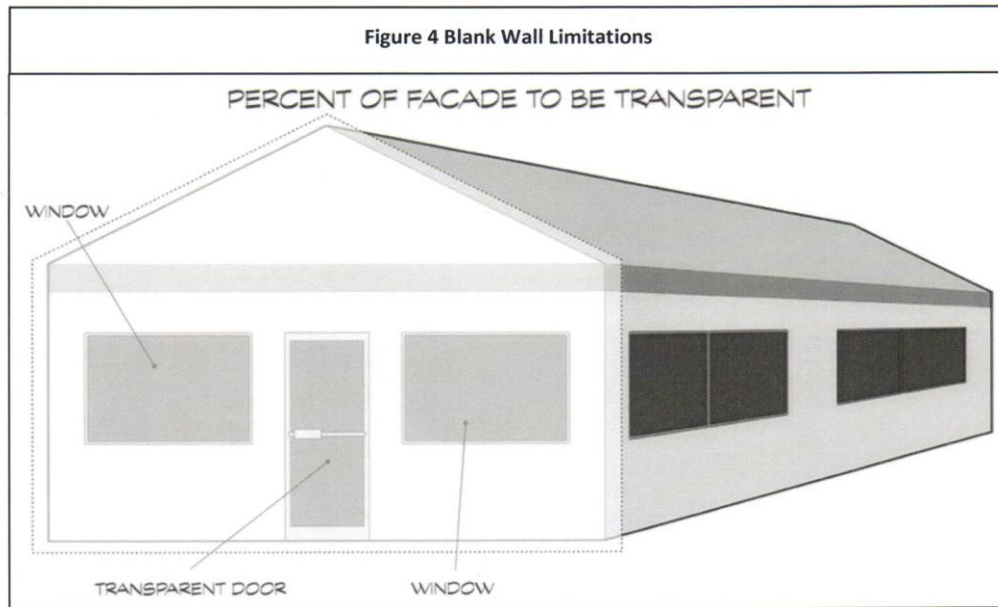 Figure 4 Blank Wall Limitations
PERCENT OF FACADE TO BE TRANSPARENT
WINDOW
TRANSPARENT DOOR
WINDOW